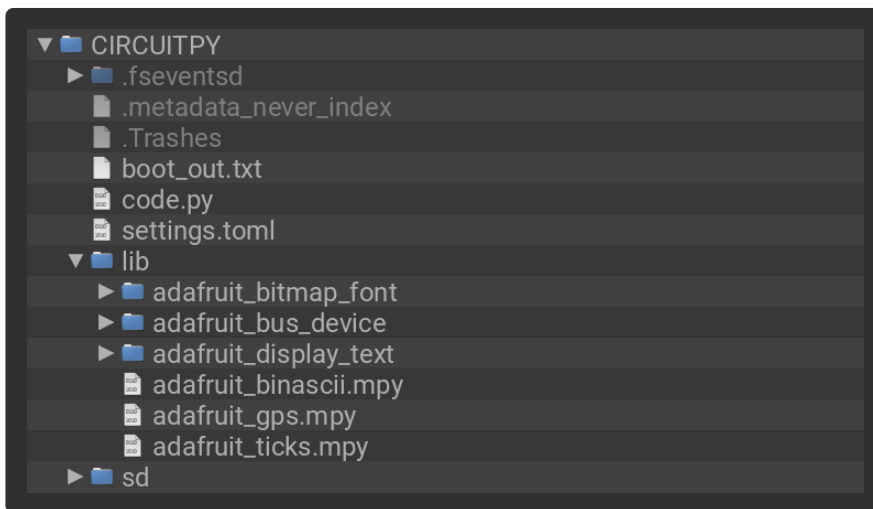 CIRCUITPY
.fseventsd
.metadata_never_index
.Trashes
boot_out.txt
code.py
settings.toml
lib
adafruit_bitmap_font
adafruit_bus_device
adafruit_display_text
adafruit_binascii.mpy
adafruit_gps.mpy
adafruit_ticks.mpy
sd